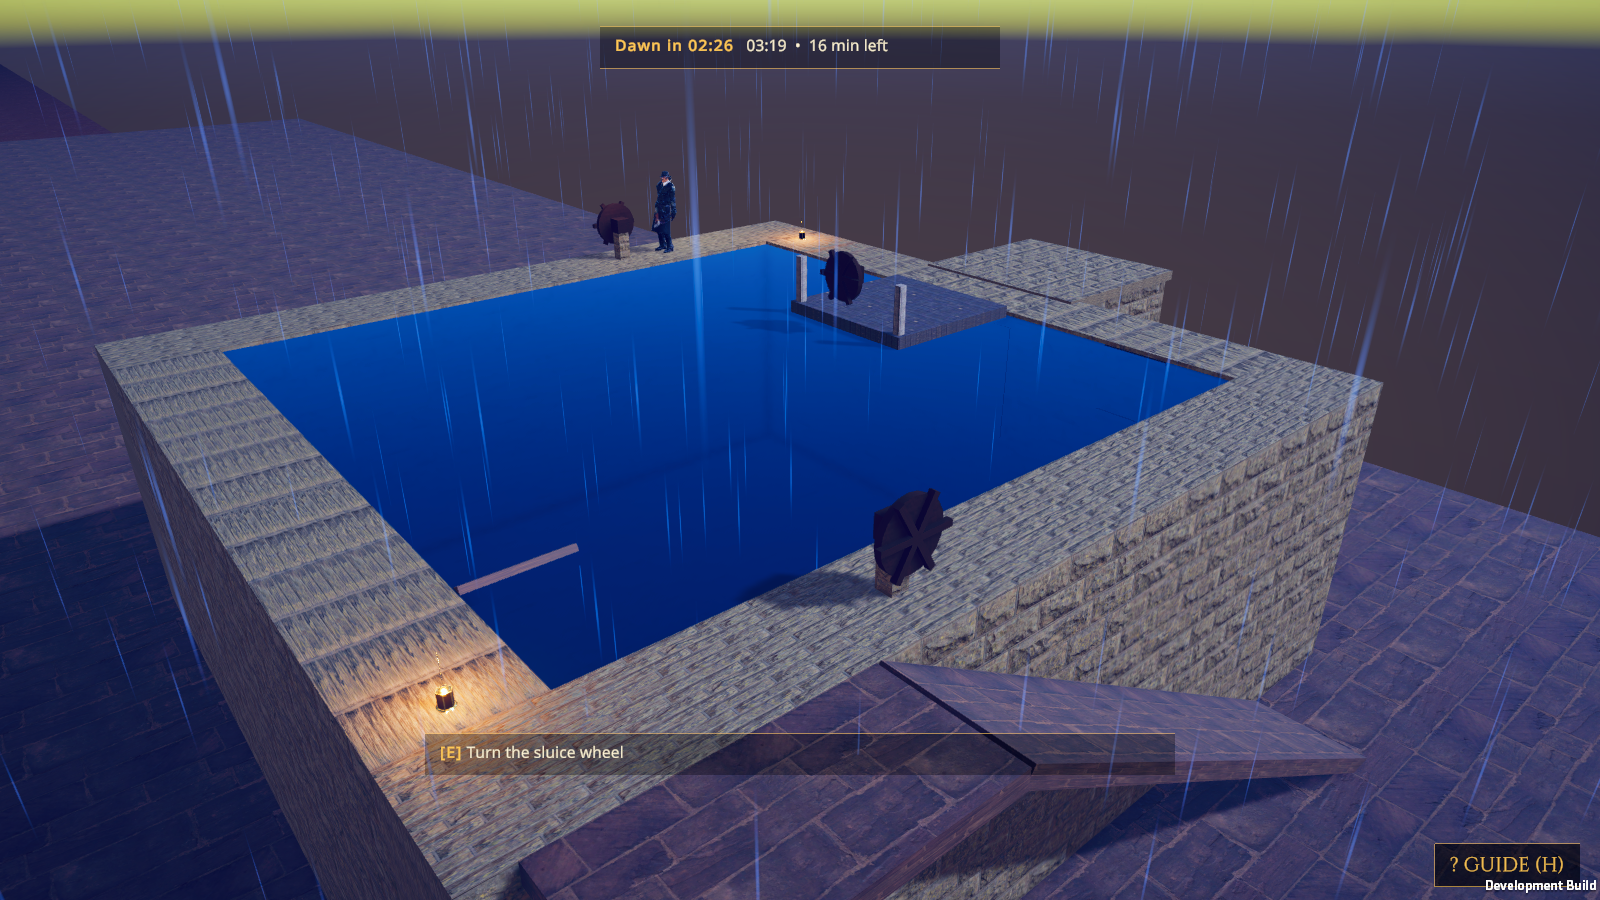 Dawn in 02:26 03:19 • 16 min left
[E] Turn the sluice wheel
? GUIDE (H)
Development Build